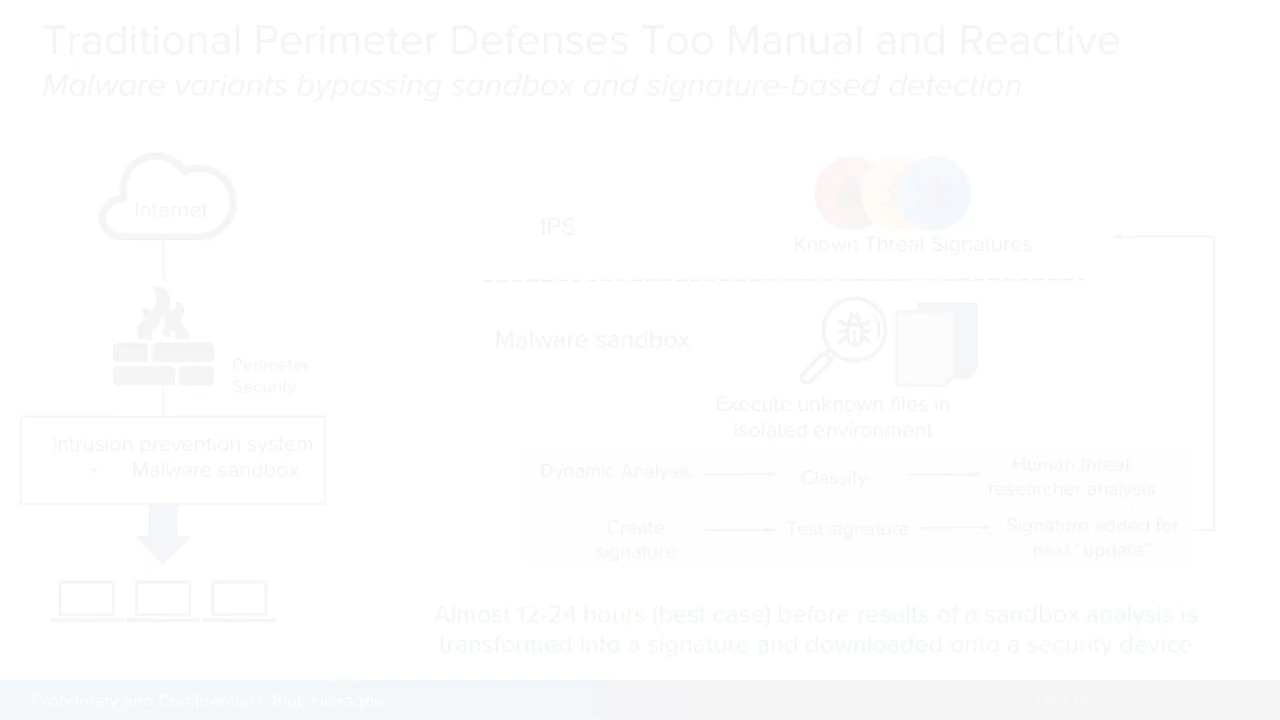 Traditional Perimeter Defenses Too Manual and Reactive
Malware variants bypassing sandbox and signature-based detection
Internet
Perimeter
Security
Intrusion prevention system
+ Malware sandbox
IPS
Known Threat Signatures
Malware sandbox
Execute unknown files in
isolated environment
Dynamic Analysis
Classify
Human threat
researcher analysis
Create
signature
Test signature
Signature added for
next "update"
Almost 12-24 hours (best case) before results of a sandbox analysis is
transformed into a signature and downloaded onto a security device
Proprietary and Confidential - Blue Hexagon